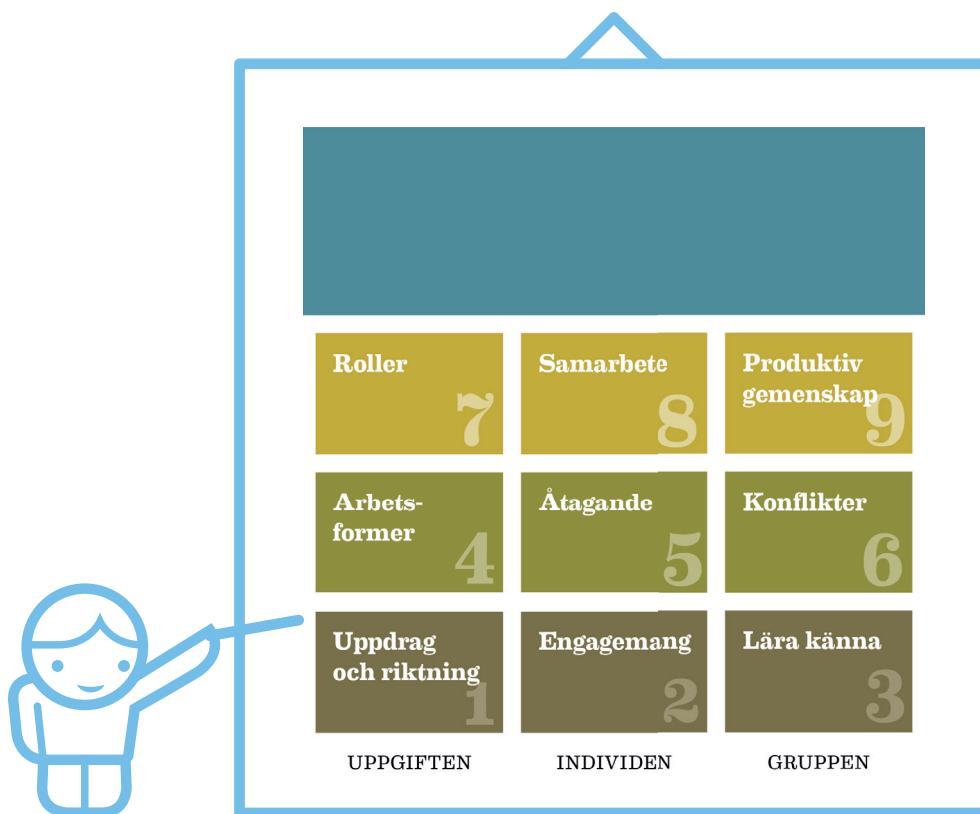 Roller
7
Samarbete
8
Produktiv
gemenskap
9
Arbets-
former
4
Åtagande
5
Konflikter
6
Uppdrag
och riktning
1
Engagemang
2
Lära känna
3
UPPGIFTEN
INDIVIDEN
GRUPPEN